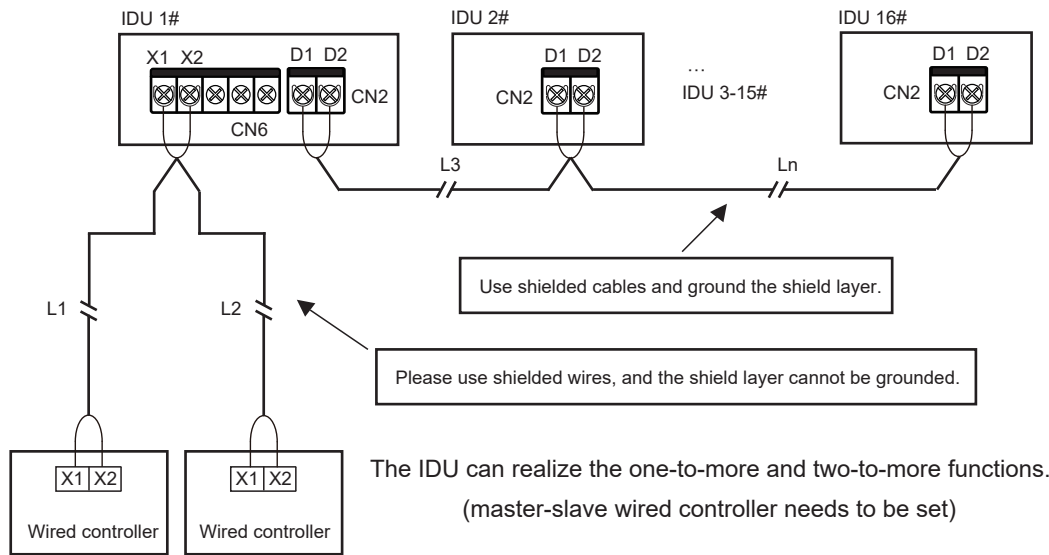 IDU 1#
IDU 2#
IDU 16#
X1 X2
D1 D2
CN2
CN6
D1 D2
CN2
...
IDU 3-15#
D1 D2
CN2
L3
Ln
Use shielded cables and ground the shield layer.
L1
L2
Please use shielded wires, and the shield layer cannot be grounded.
X1 X2
Wired controller
X1 X2
Wired controller
The IDU can realize the one-to-more and two-to-more functions.
(master-slave wired controller needs to be set)